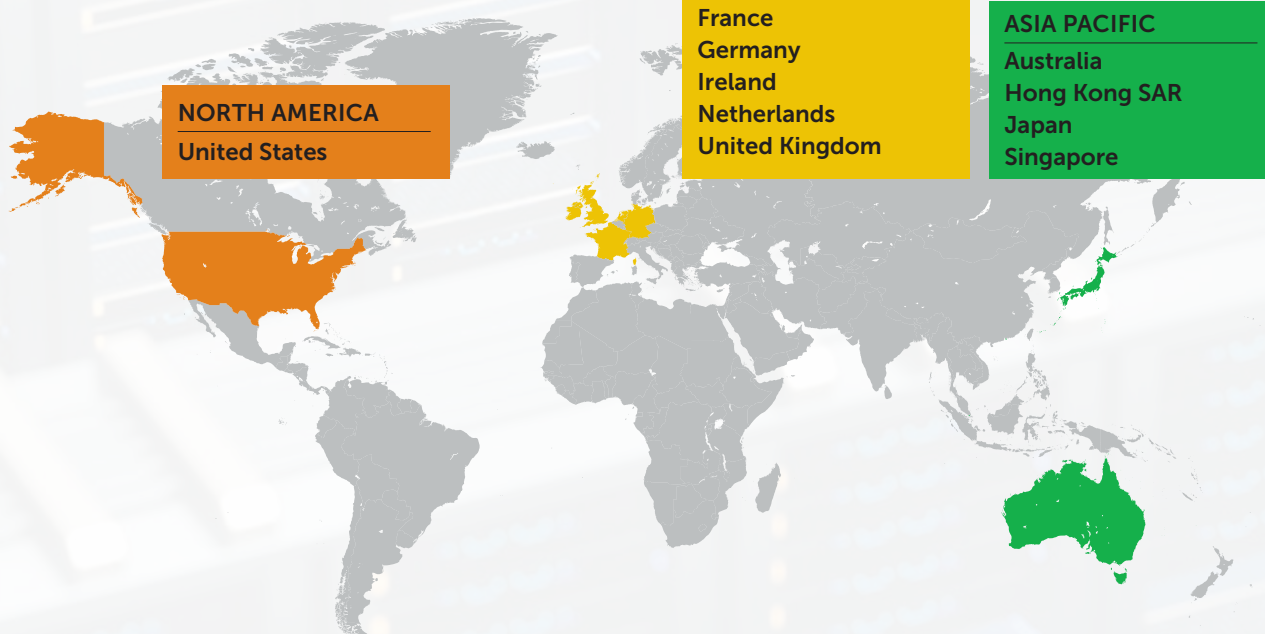 NORTH AMERICA
United States
France
Germany
Ireland
Netherlands
United Kingdom
ASIA PACIFIC
Australia
Hong Kong SAR
Japan
Singapore